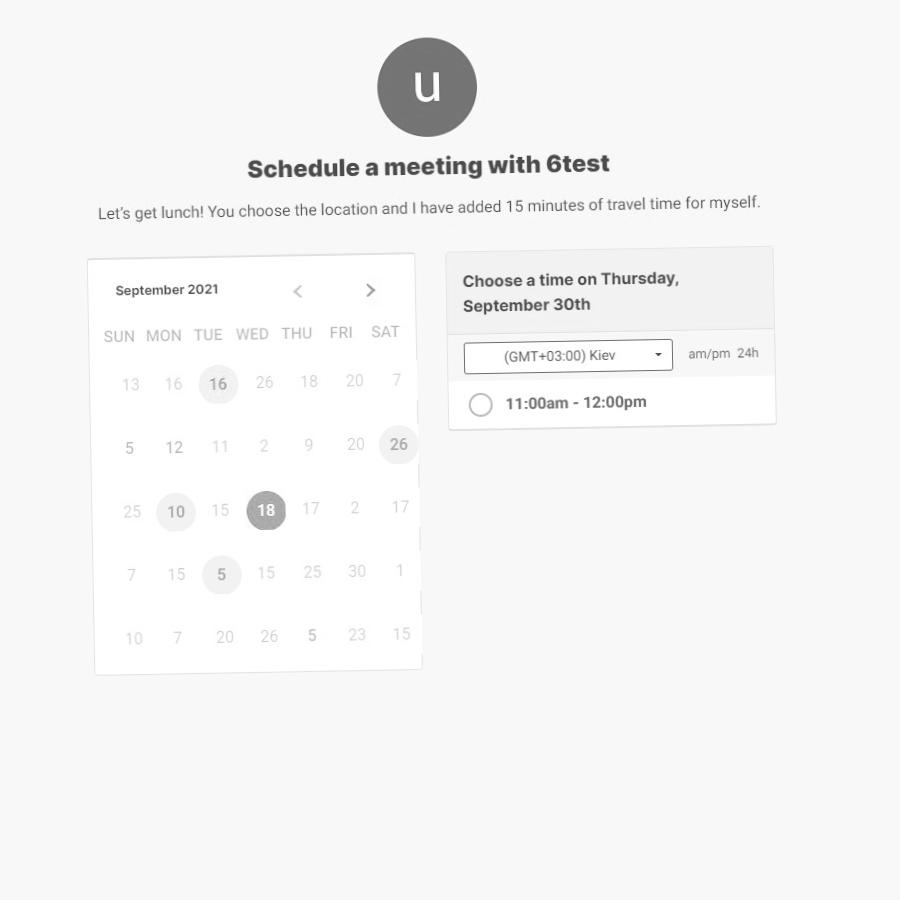 u
Schedule a meeting with 6test
Let's get lunch! You choose the location and I have added 15 minutes of travel time for myself.
September 2021
SUN MON TUE WED THU FRI SAT
13 16 16 26 18 20 7
5 12 11 2 9 20 26
25 10 15 18 17 2 17
7 15 5 15 25 30 1
10 7 20 26 5 23 15
Choose a time on Thursday,
September 30th
(GMT+03:00) Kiev am/pm 24h
11:00am - 12:00pm